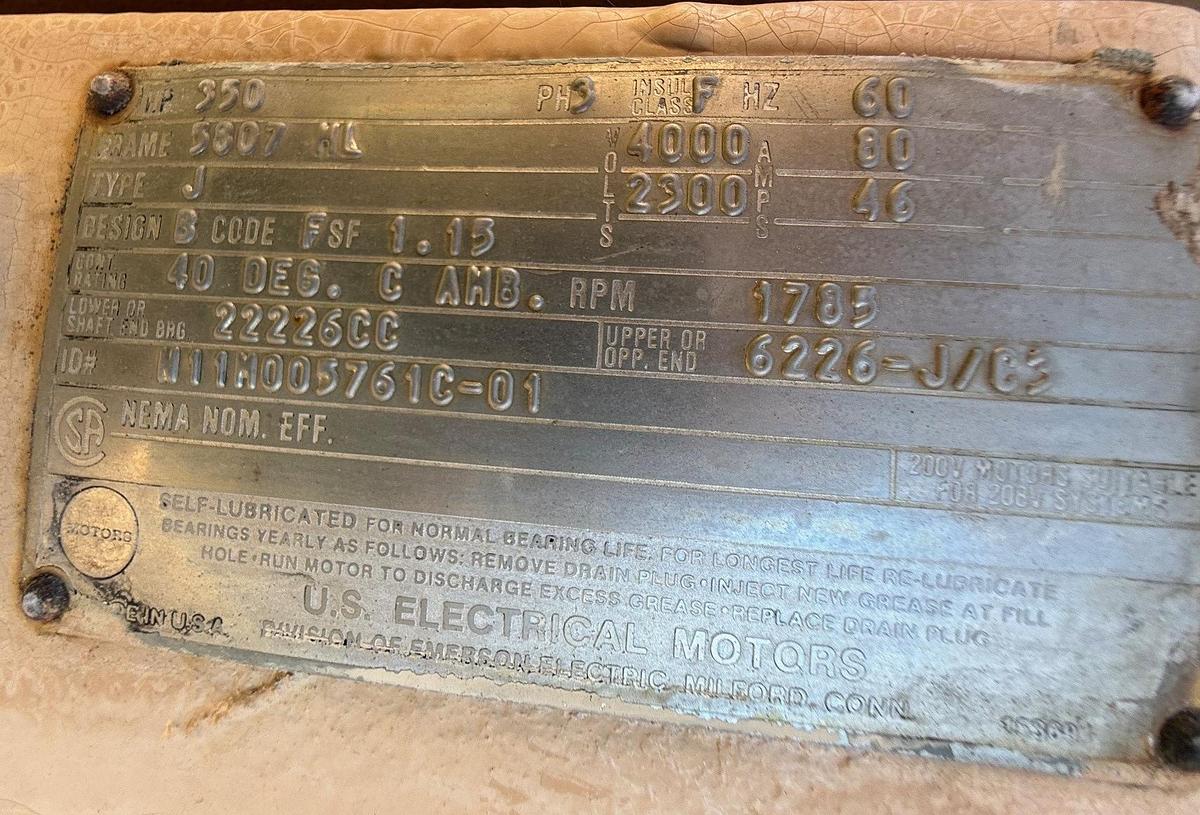 HP 350 PH 3 INSUL CLASS F HZ 60
FRAME 5807 HL VOLTS 4000 AMPS 80
TYPE J 2300 46
DESIGN B CODE F SF 1.15
CONT. RATING 40 DEG. C AMB. RPM 1785
LOWER OR SHAFT END BRG 22226CC UPPER OR OPP. END 6226-J/C3
ID# N11M005761C-01
SA NEMA NOM. EFF.
200V MOTORS SUITABLE
FOR 208V SYSTEMS
MOTORS
SELF-LUBRICATED FOR NORMAL BEARING LIFE. FOR LONGEST LIFE RE-LUBRICATE
BEARINGS YEARLY AS FOLLOWS: REMOVE DRAIN PLUG•INJECT NEW GREASE AT FILL
HOLE•RUN MOTOR TO DISCHARGE EXCESS GREASE•REPLACE DRAIN PLUG
U.S. ELECTRICAL MOTORS
IN U.S.A. DIVISION OF EMERSON ELECTRIC, MILFORD, CONN.